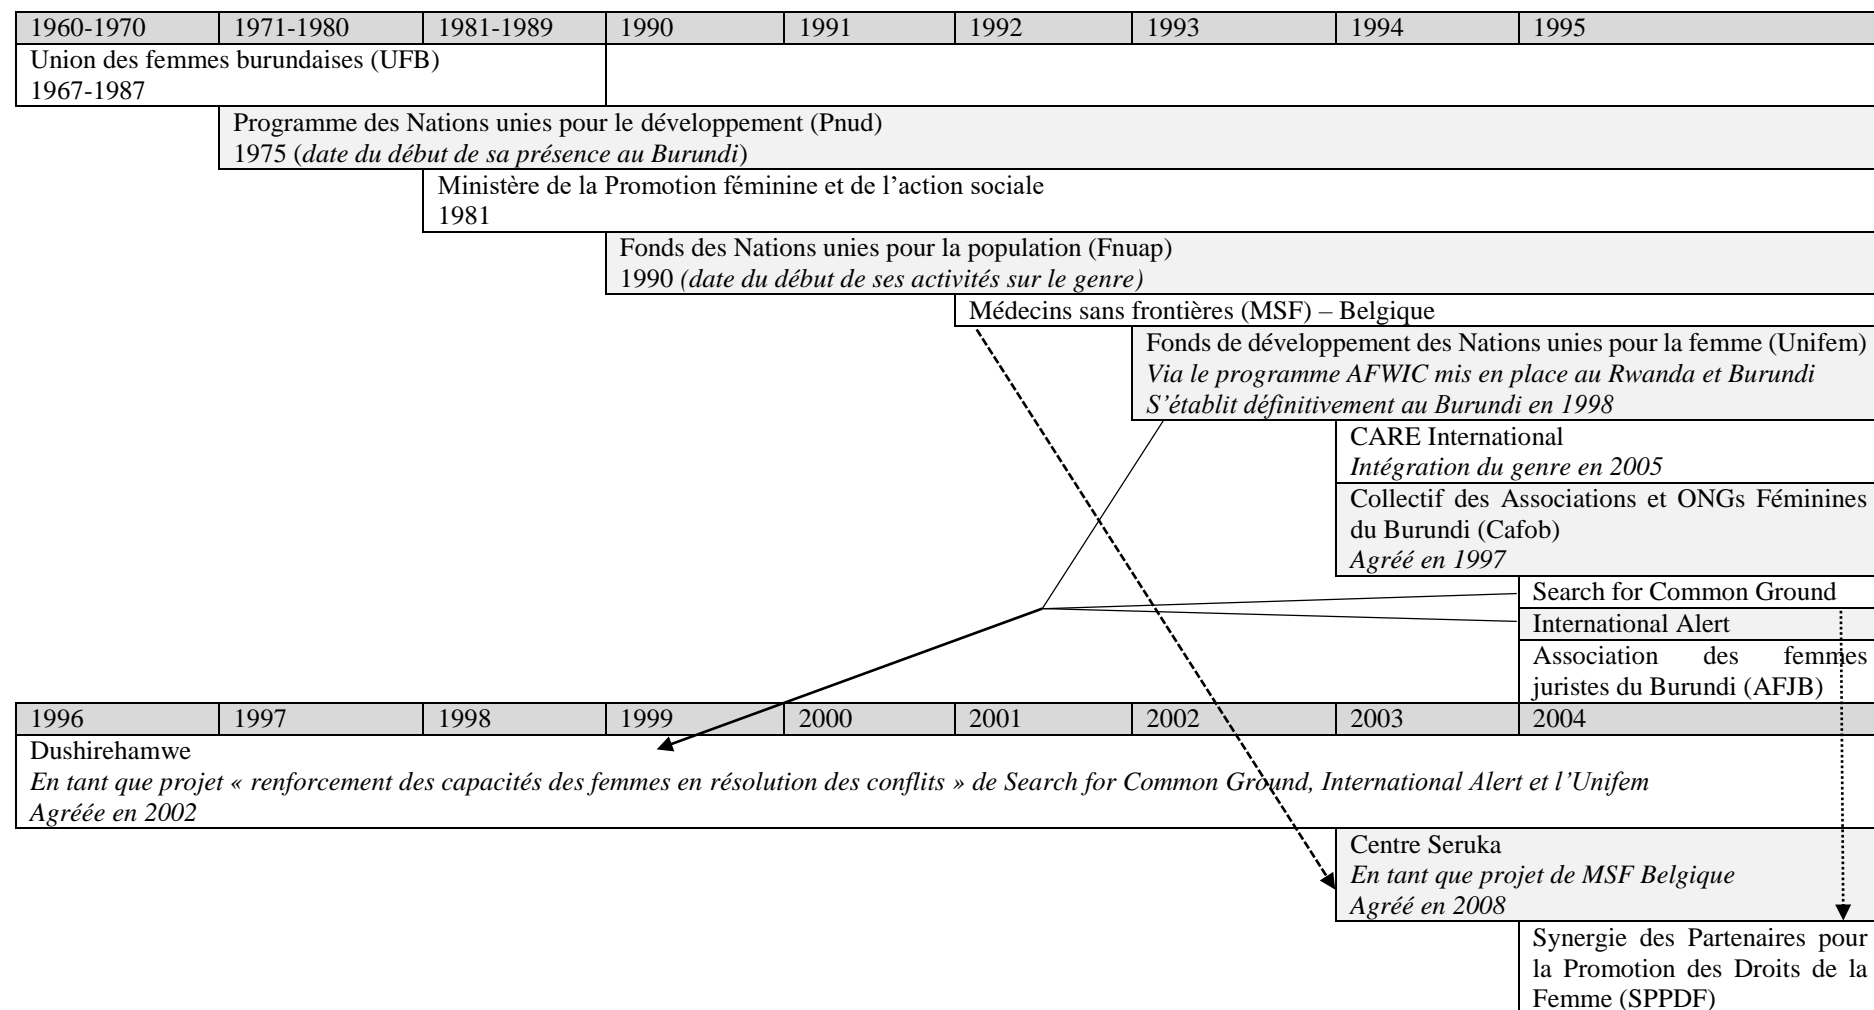 1960-1970 1971-1980 1981-1989 1990 1991 1992 1993 1994 1995
Union des femmes burundaises (UFB)
1967-1987
Programme des Nations unies pour le développement (Pnud)
1975 (date du début de sa présence au Burundi)
Ministère de la Promotion féminine et de l’action sociale
1981
Fonds des Nations unies pour la population (Fnuap)
1990 (date du début de ses activités sur le genre)
Médecins sans frontières (MSF) – Belgique
Fonds de développement des Nations unies pour la femme (Unifem)
Via le programme AFWIC mis en place au Rwanda et Burundi
S’établit définitivement au Burundi en 1998
CARE International
Intégration du genre en 2005
Collectif des Associations et ONGs Féminines
du Burundi (Cafob)
Agréé en 1997
Search for Common Ground
International Alert
Association des femmes
juristes du Burundi (AFJB)
1996 1997 1998 1999 2000 2001 2002 2003 2004
Dushirehamwe
En tant que projet « renforcement des capacités des femmes en résolution des conflits » de Search for Common Ground, International Alert et l’Unifem
Agréée en 2002
Centre Seruka
En tant que projet de MSF Belgique
Agréé en 2008
Synergie des Partenaires pour
la Promotion des Droits de la
Femme (SPPDF)